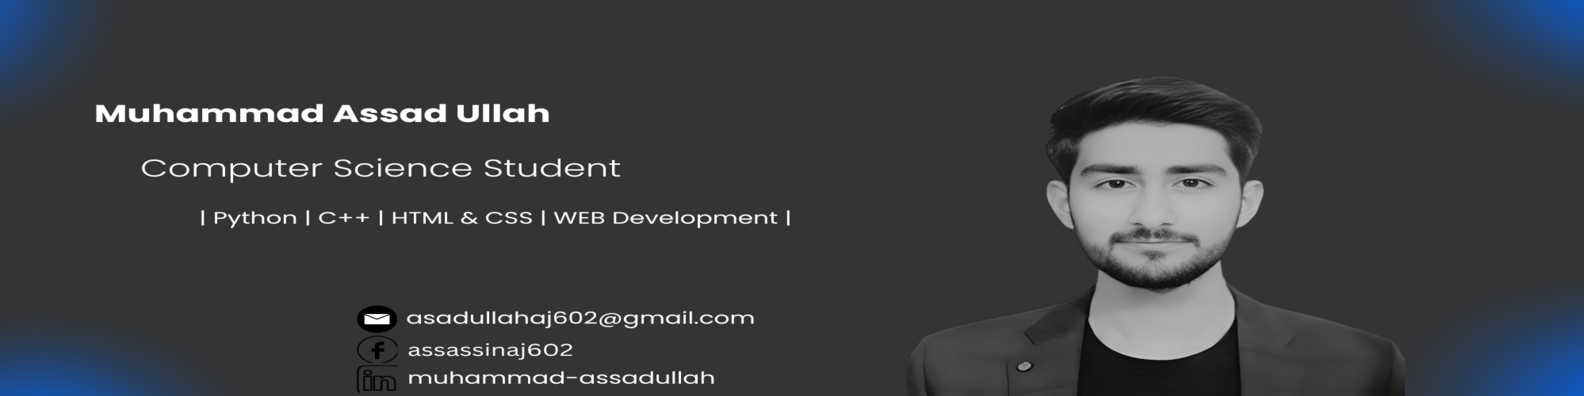 Muhammad Assad Ullah
Computer Science Student
| Python | C++ | HTML & CSS | WEB Development |
asadullahaj602@gmail.com
assassinaj602
muhammad-assadullah